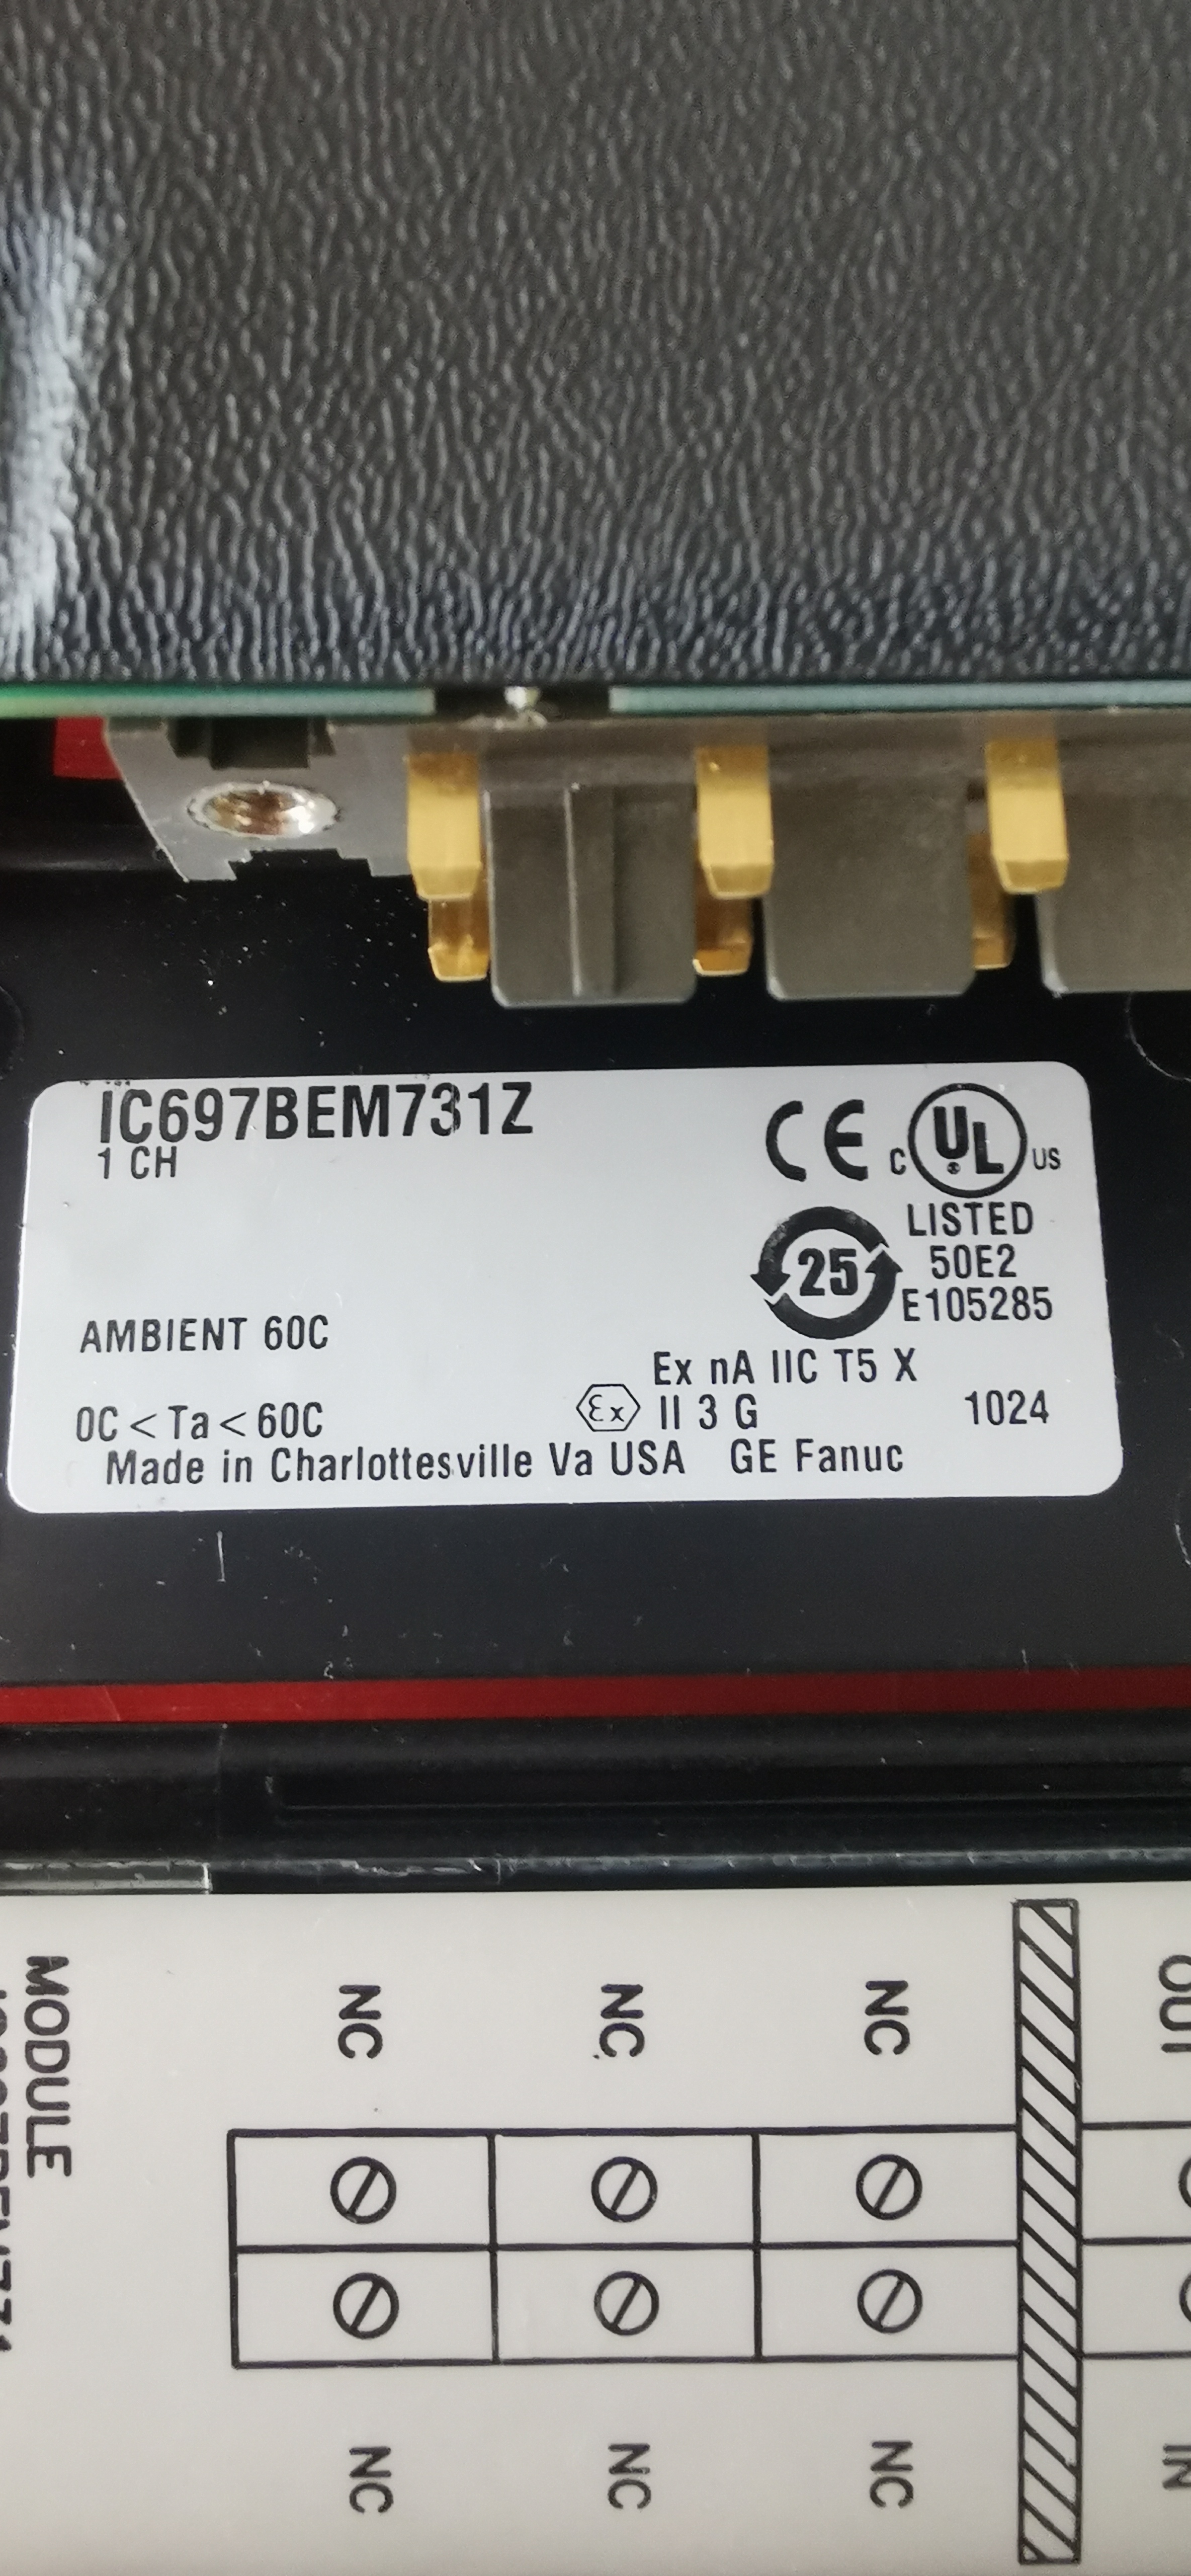 IC697BEM731Z
1 CH
CE
C UL US
LISTED
25
50E2
E105285
AMBIENT 60C
Ex nA IIC T5 X
0C < Ta < 60C
Ex II 3 G
1024
Made in Charlottesville Va USA GE Fanuc
MODULE
NC
NC
NC
OUT
NC
NC
NC
IN